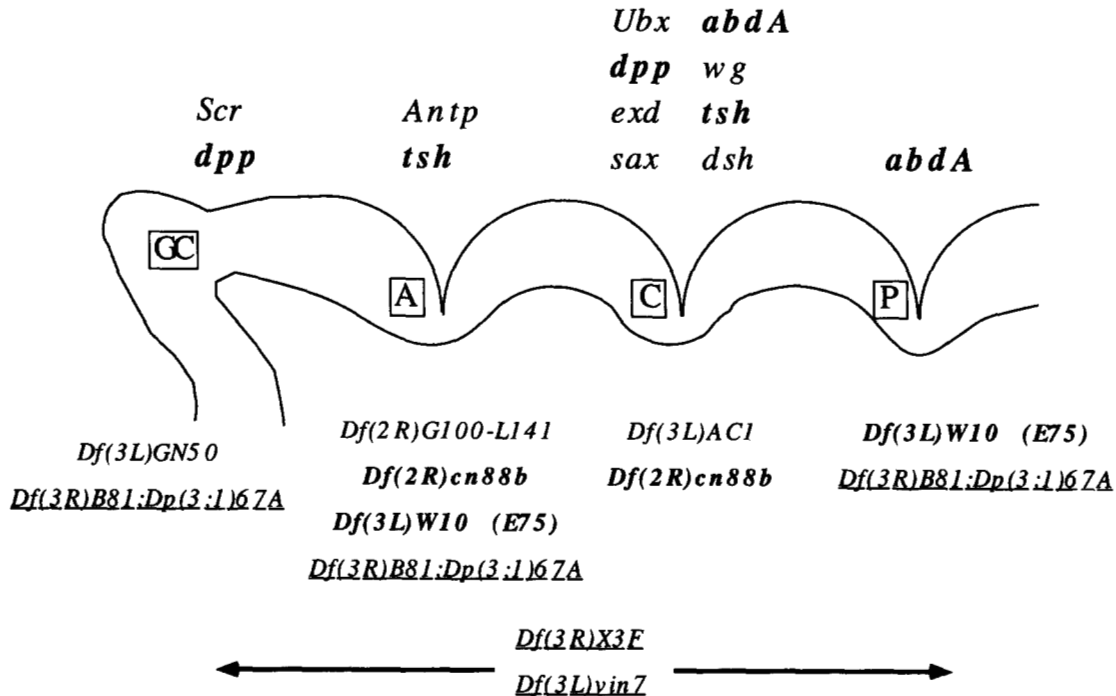 Ubx abdA
dpp wg
exd tsh
sax dsh
Scr
dpp
Antp
tsh
abdA
GC
A
C
P
Df(3L)GN50
Df(3R)B81;Dp(3;1)67A
Df(2R)G100-L141
Df(2R)cn88b
Df(3L)W10 (E75)
Df(3R)B81;Dp(3;1)67A
Df(3L)AC1
Df(2R)cn88b
Df(3L)W10 (E75)
Df(3R)B81;Dp(3;1)67A
Df(3R)X3F
Df(3L)vin7